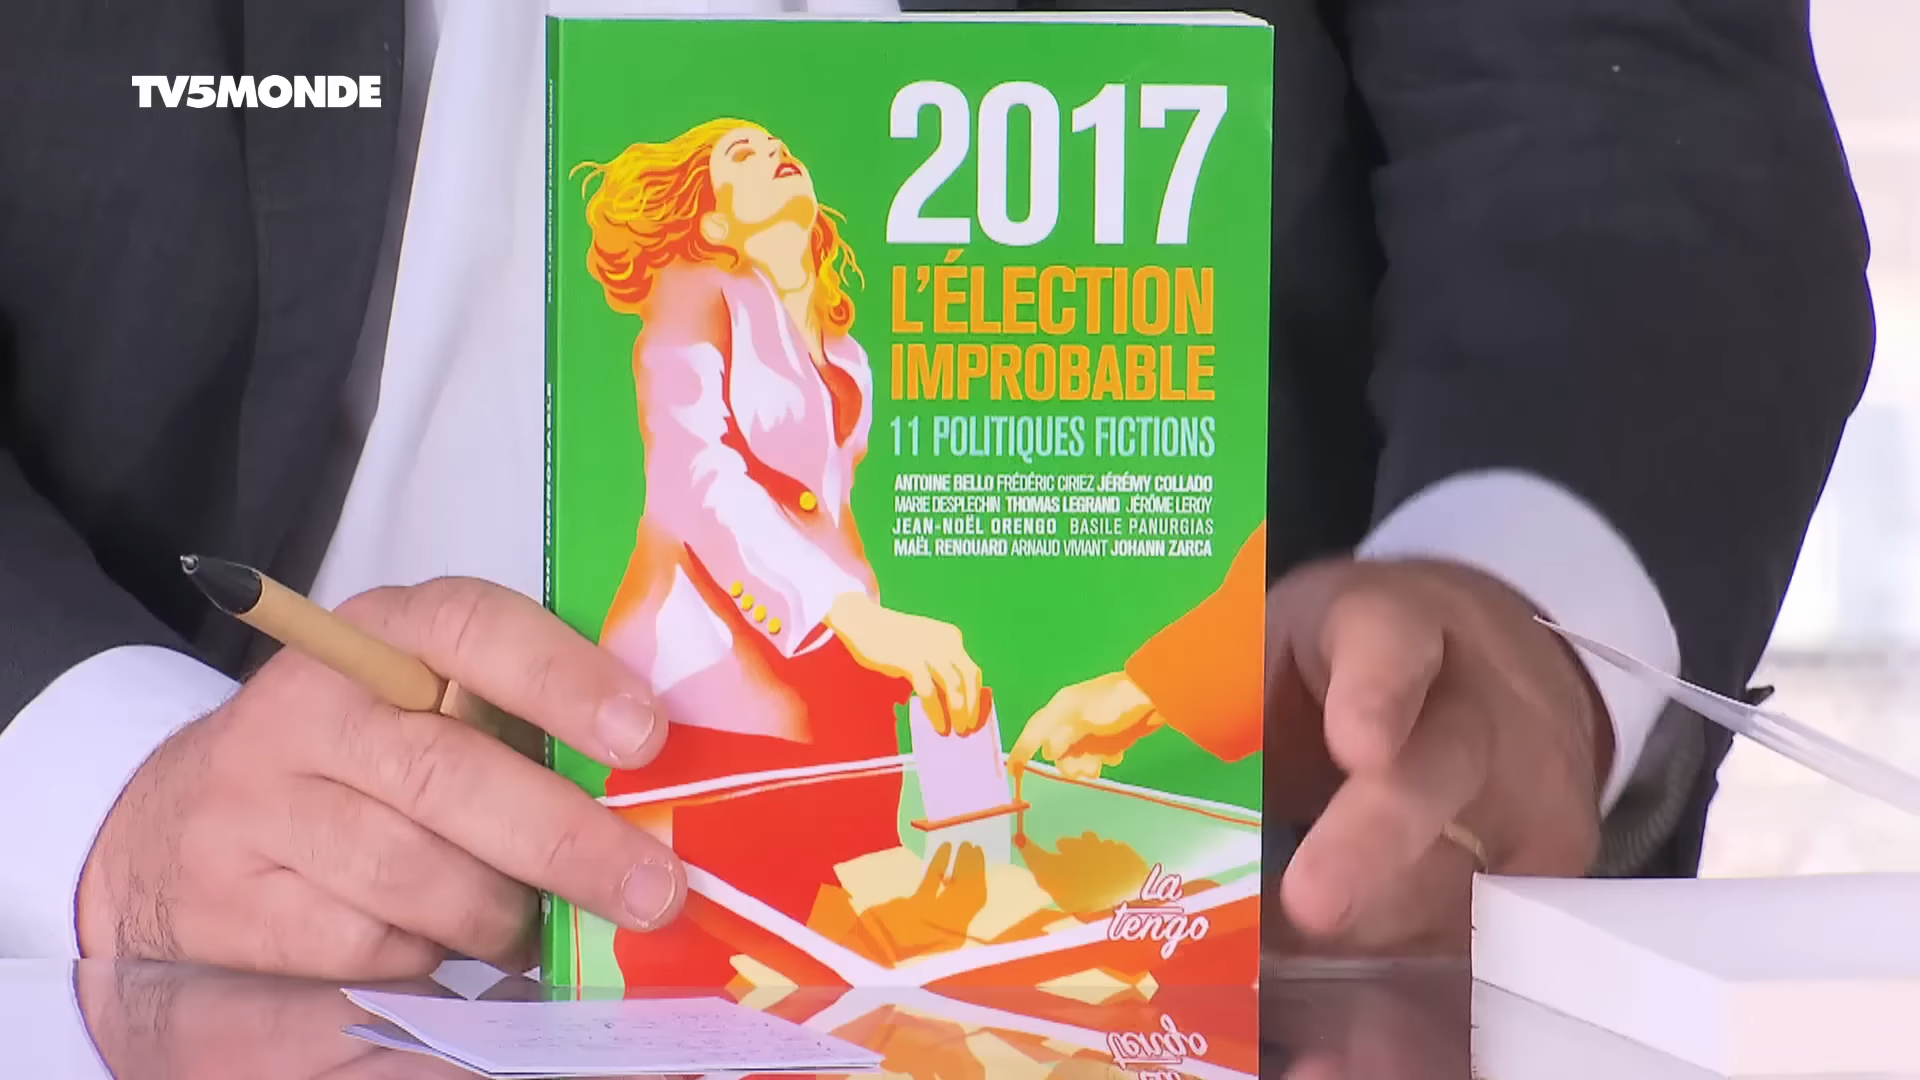 TV5MONDE
2017
L'ÉLECTION
IMPROBABLE
11 POLITIQUES FICTIONS
ANTOINE BELLO FRÉDÉRIC CIRIEZ JÉRÉMY COLLADO
MARIE DESPLECHIN THOMAS LEGRAND JÉRÔME LEROY
JEAN-NOËL ORENGO BASILE PANURGIAS
MAËL RENOUARD ARNAUD VIVIANT JOHANN ZARCA
La
tengo